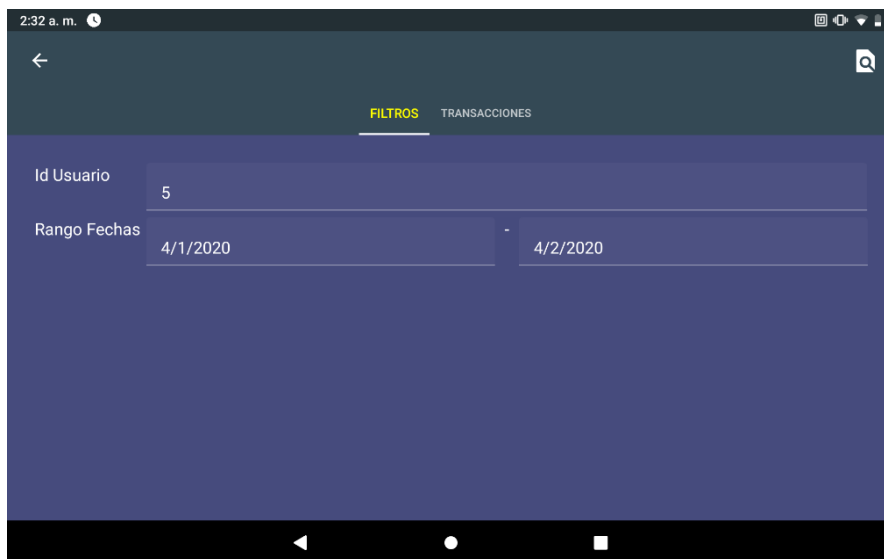 2:32 a. m.
FILTROS TRANSACCIONES
Id Usuario
5
Rango Fechas
4/1/2020 - 4/2/2020